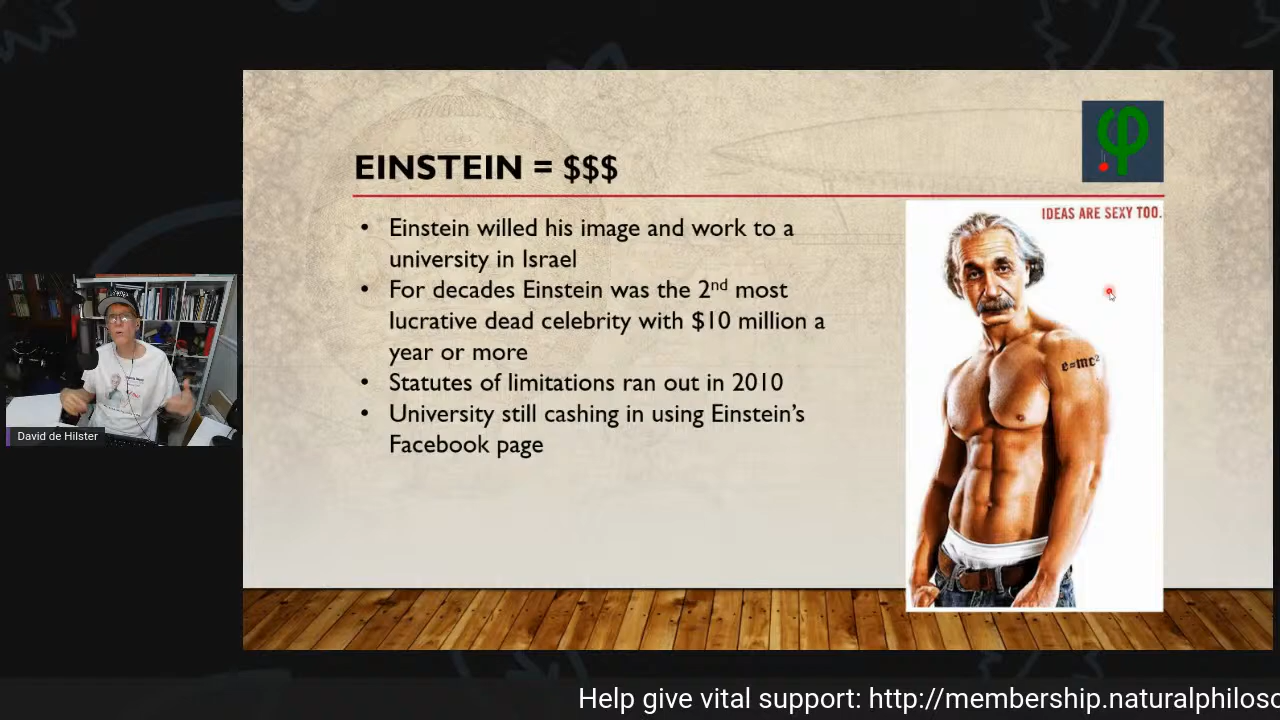 EINSTEIN = $$$
IDEAS ARE SEXY TOO.
• Einstein willed his image and work to a
university in Israel
• For decades Einstein was the 2nd most
lucrative dead celebrity with $10 million a
year or more
• Statutes of limitations ran out in 2010
• University still cashing in using Einstein's
Facebook page
e=mc²
David de Hilster
Help give vital support: http://membership.naturalphiloso